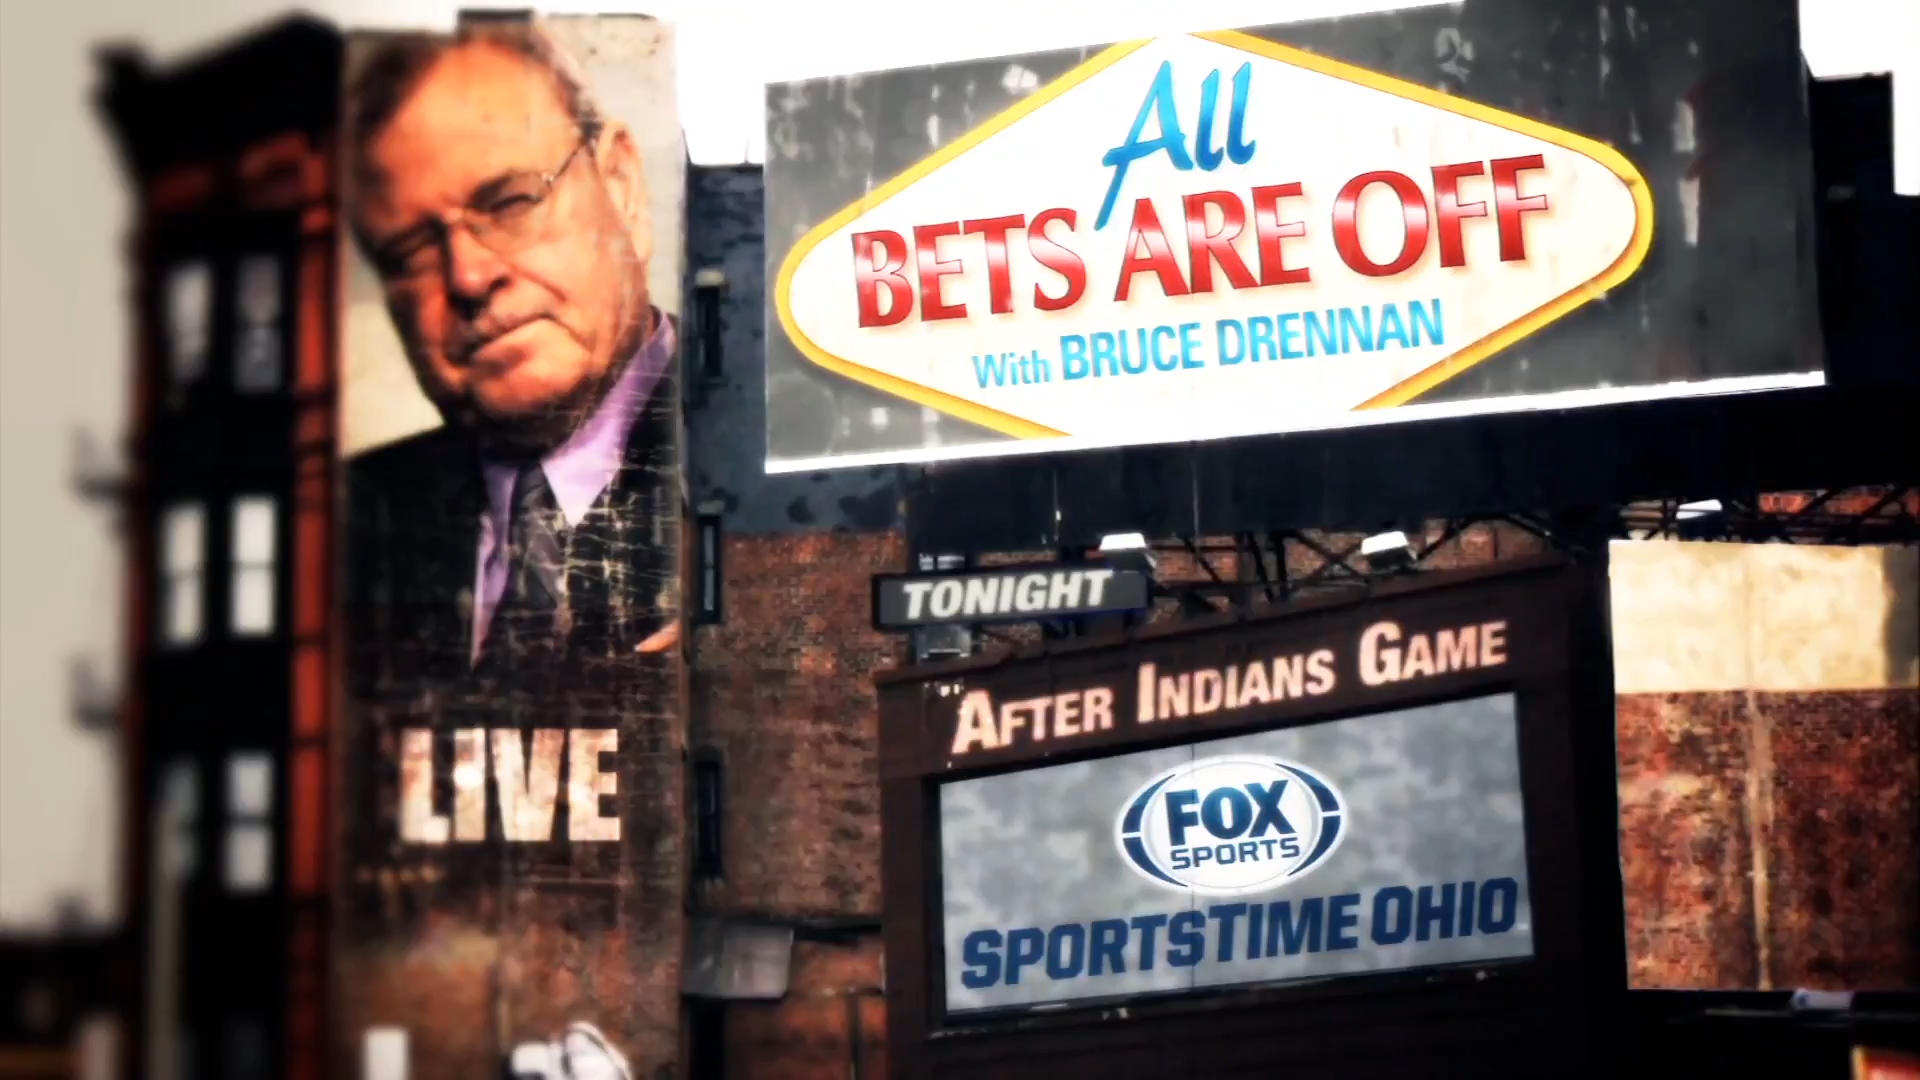 All
BETS ARE OFF
With BRUCE DRENNAN
TONIGHT
AFTER INDIANS GAME
LIVE
FOX
SPORTS
SPORTSTIME OHIO